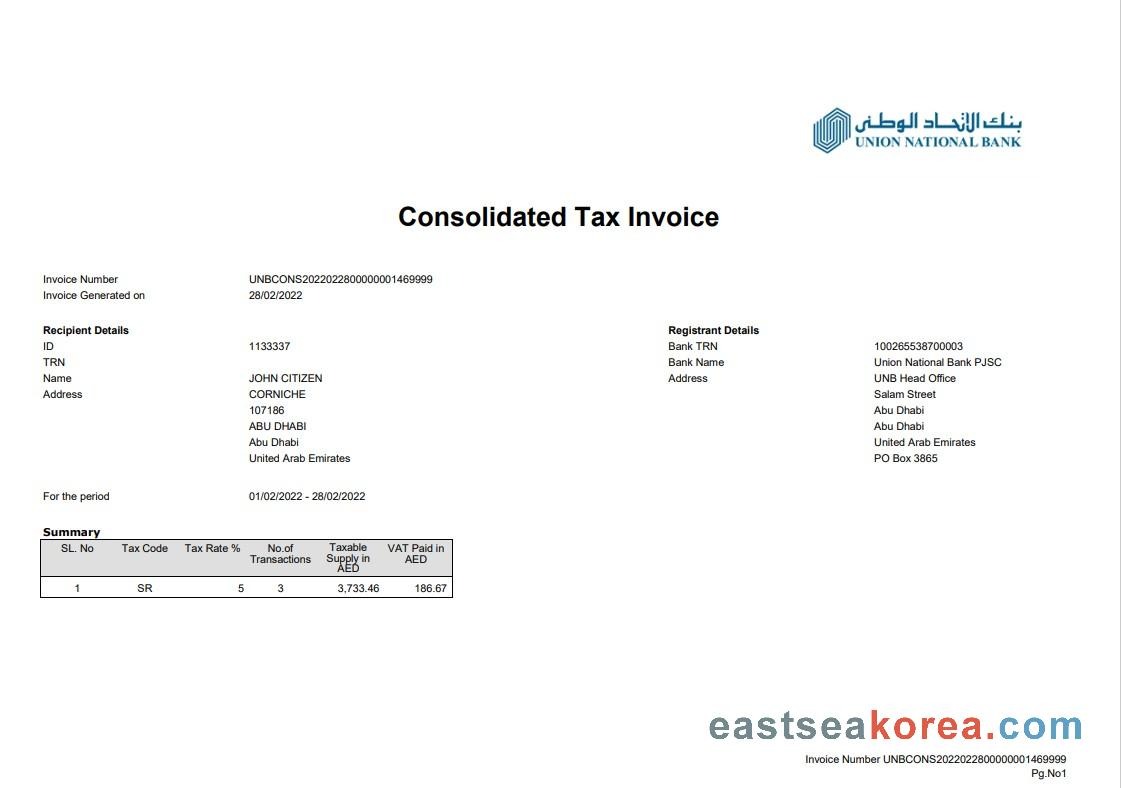 بنك الاتحاد الوطني
UNION NATIONAL BANK
Consolidated Tax Invoice
Invoice Number UNBCONS2022022800000001469999
Invoice Generated on 28/02/2022
Recipient Details
ID 1133337
TRN
Name JOHN CITIZEN
Address CORNICHE
107186
ABU DHABI
Abu Dhabi
United Arab Emirates
Registrant Details
Bank TRN 100265538700003
Bank Name Union National Bank PJSC
Address UNB Head Office
Salam Street
Abu Dhabi
Abu Dhabi
United Arab Emirates
PO Box 3865
For the period 01/02/2022 - 28/02/2022
Summary
SL. No Tax Code Tax Rate % No.of Transactions Taxable Supply in AED VAT Paid in AED
1 SR 5 3 3,733.46 186.67
eastseakorea.com
Invoice Number UNBCONS2022022800000001469999
Pg.No1